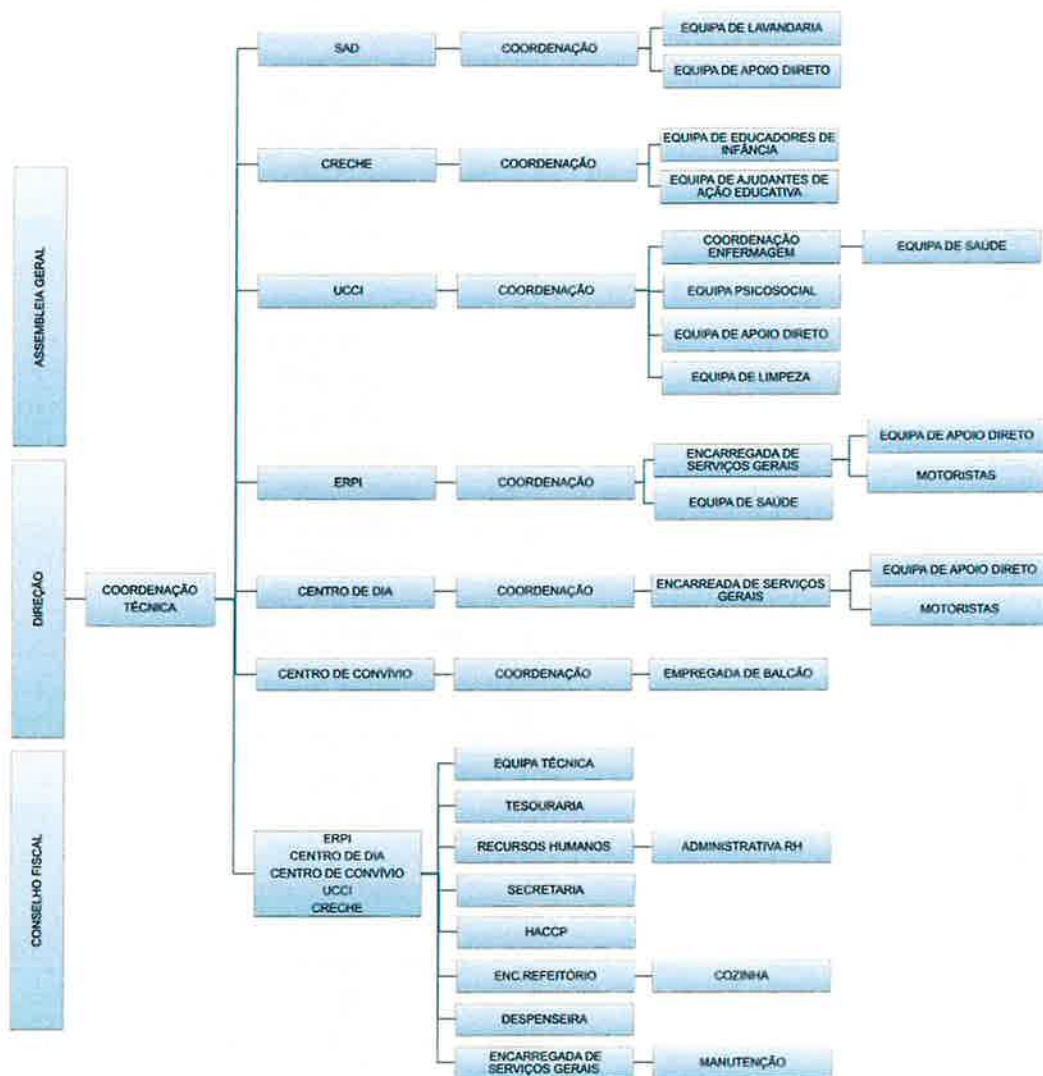 ASSEMBLEIA GERAL
DIREÇÃO
CONSELHO FISCAL
COORDENAÇÃO
TÉCNICA
SAD
COORDENAÇÃO
EQUIPA DE LAVANDARIA
EQUIPA DE APOIO DIRETO
CRECHE
COORDENAÇÃO
EQUIPA DE EDUCADORES DE
INFÂNCIA
EQUIPA DE AJUDANTES DE
AÇÃO EDUCATIVA
UCCI
COORDENAÇÃO
COORDENAÇÃO
ENFERMAGEM
EQUIPA DE SAÚDE
EQUIPA PSICOSOCIAL
EQUIPA DE APOIO DIRETO
EQUIPA DE LIMPEZA
ERPI
COORDENAÇÃO
ENCARREGADA DE
SERVIÇOS GERAIS
EQUIPA DE APOIO DIRETO
MOTORISTAS
EQUIPA DE SAÚDE
CENTRO DE DIA
COORDENAÇÃO
ENCARREADA DE SERVIÇOS
GERAIS
EQUIPA DE APOIO DIRETO
MOTORISTAS
CENTRO DE CONVÍVIO
COORDENAÇÃO
EMPREGADA DE BALCÃO
ERPI
CENTRO DE DIA
CENTRO DE CONVÍVIO
UCCI
CRECHE
EQUIPA TÉCNICA
TESOURARIA
RECURSOS HUMANOS
ADMINISTRATIVA RH
SECRETARIA
HACCP
ENC.REFEITÓRIO
COZINHA
DESPENSEIRA
ENCARREGADA DE
SERVIÇOS GERAIS
MANUTENÇÃO